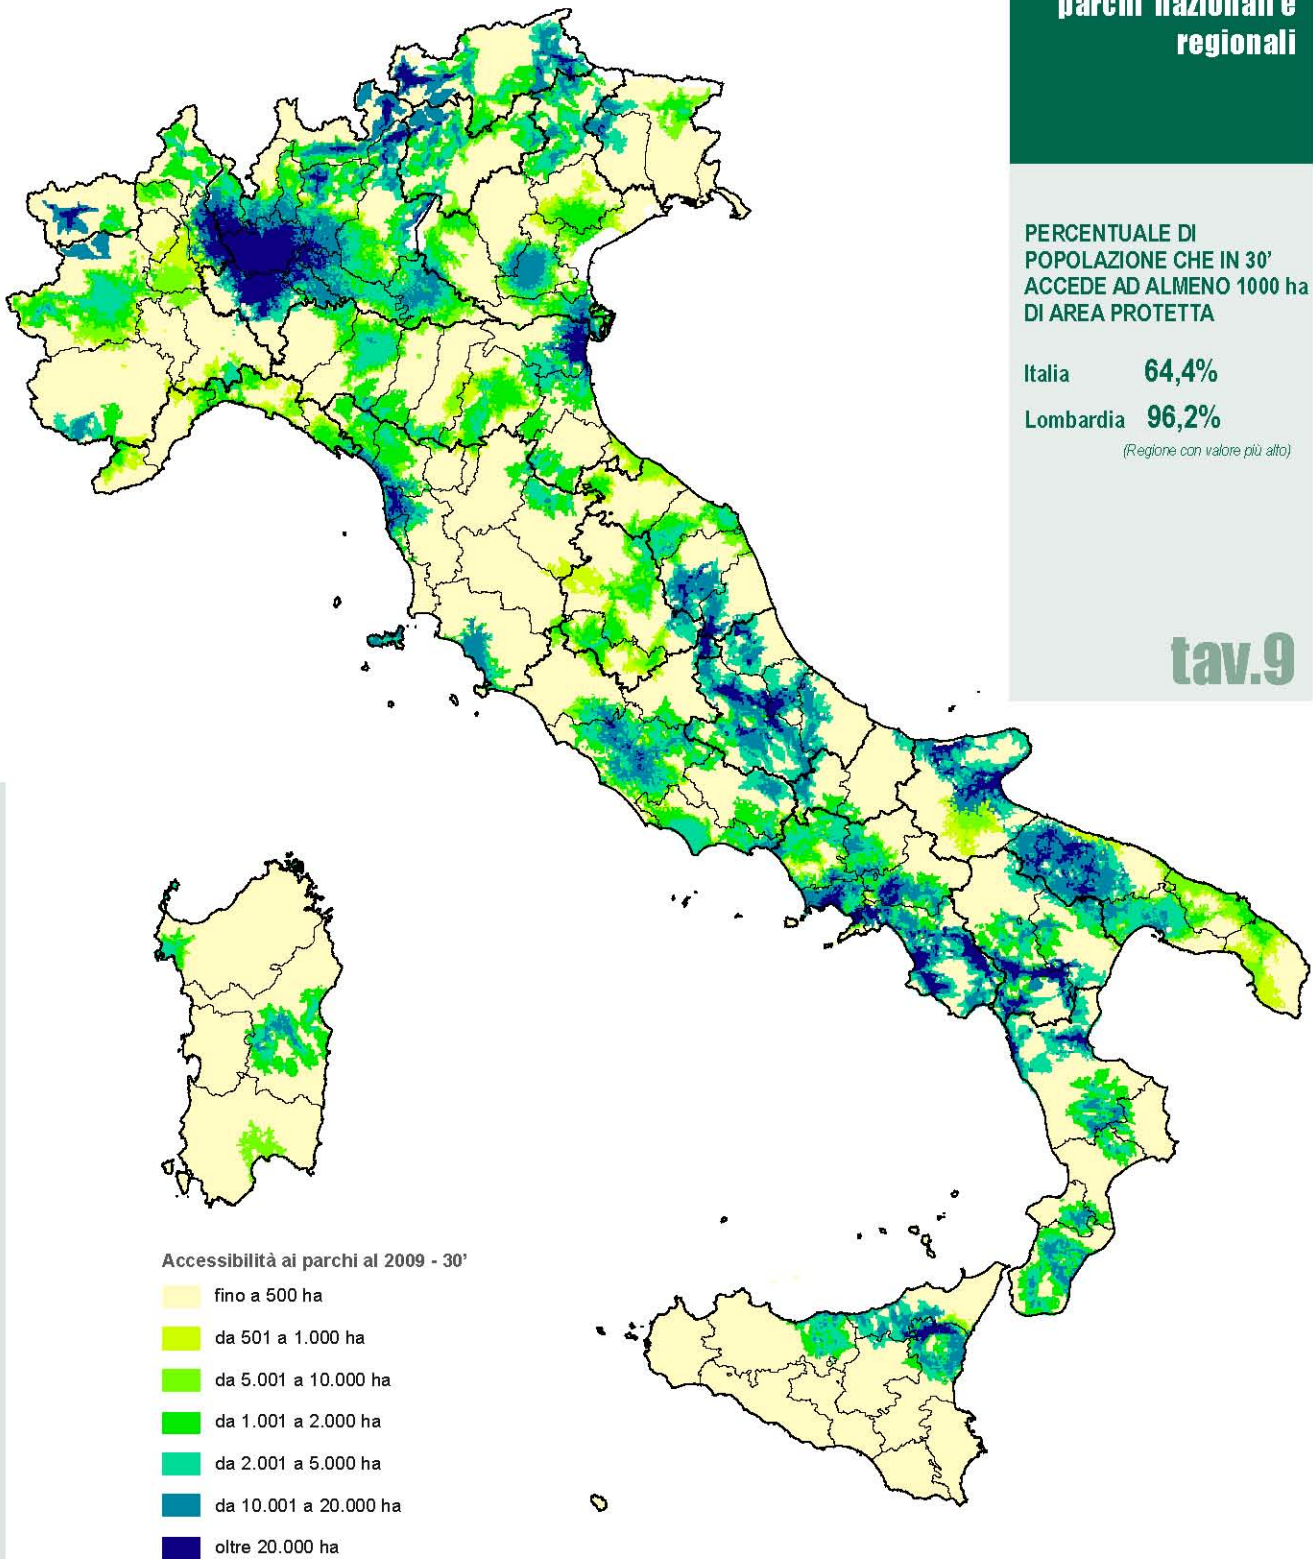 parchi nazionali e
regionali
PERCENTUALE DI
POPOLAZIONE CHE IN 30'
ACCEDE AD ALMENO 1000 ha
DI AREA PROTETTA
Italia 64,4%
Lombardia 96,2%
(Regione con valore più alto)
tav.9
Accessibilità ai parchi al 2009 - 30'
fino a 500 ha
da 501 a 1.000 ha
da 5.001 a 10.000 ha
da 1.001 a 2.000 ha
da 2.001 a 5.000 ha
da 10.001 a 20.000 ha
oltre 20.000 ha